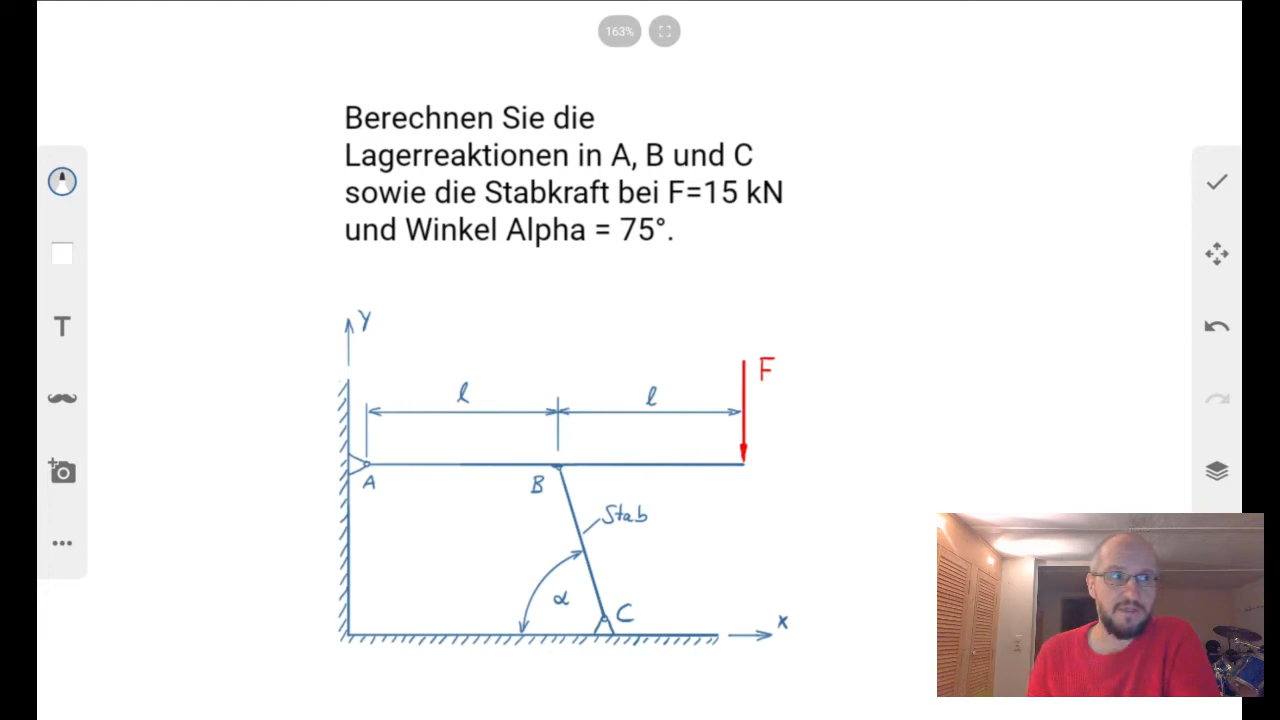 163%
Berechnen Sie die
Lagerreaktionen in A, B und C
sowie die Stabkraft bei F=15 kN
und Winkel Alpha = 75°.
y
F
l
l
A
B
Stab
α
C
x
T